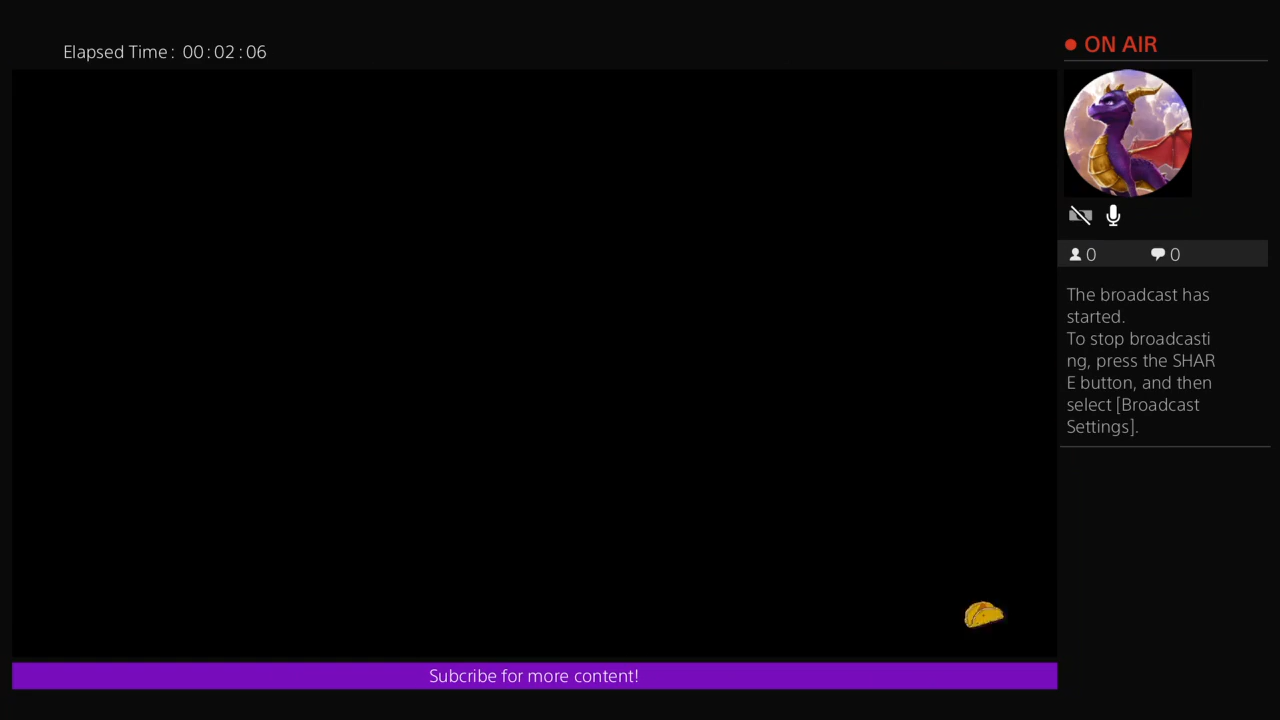 Elapsed Time: 00:02:06
ON AIR
0 0
The broadcast has
started.
To stop broadcasti
ng, press the SHAR
E button, and then
select [Broadcast
Settings].
Subcribe for more content!